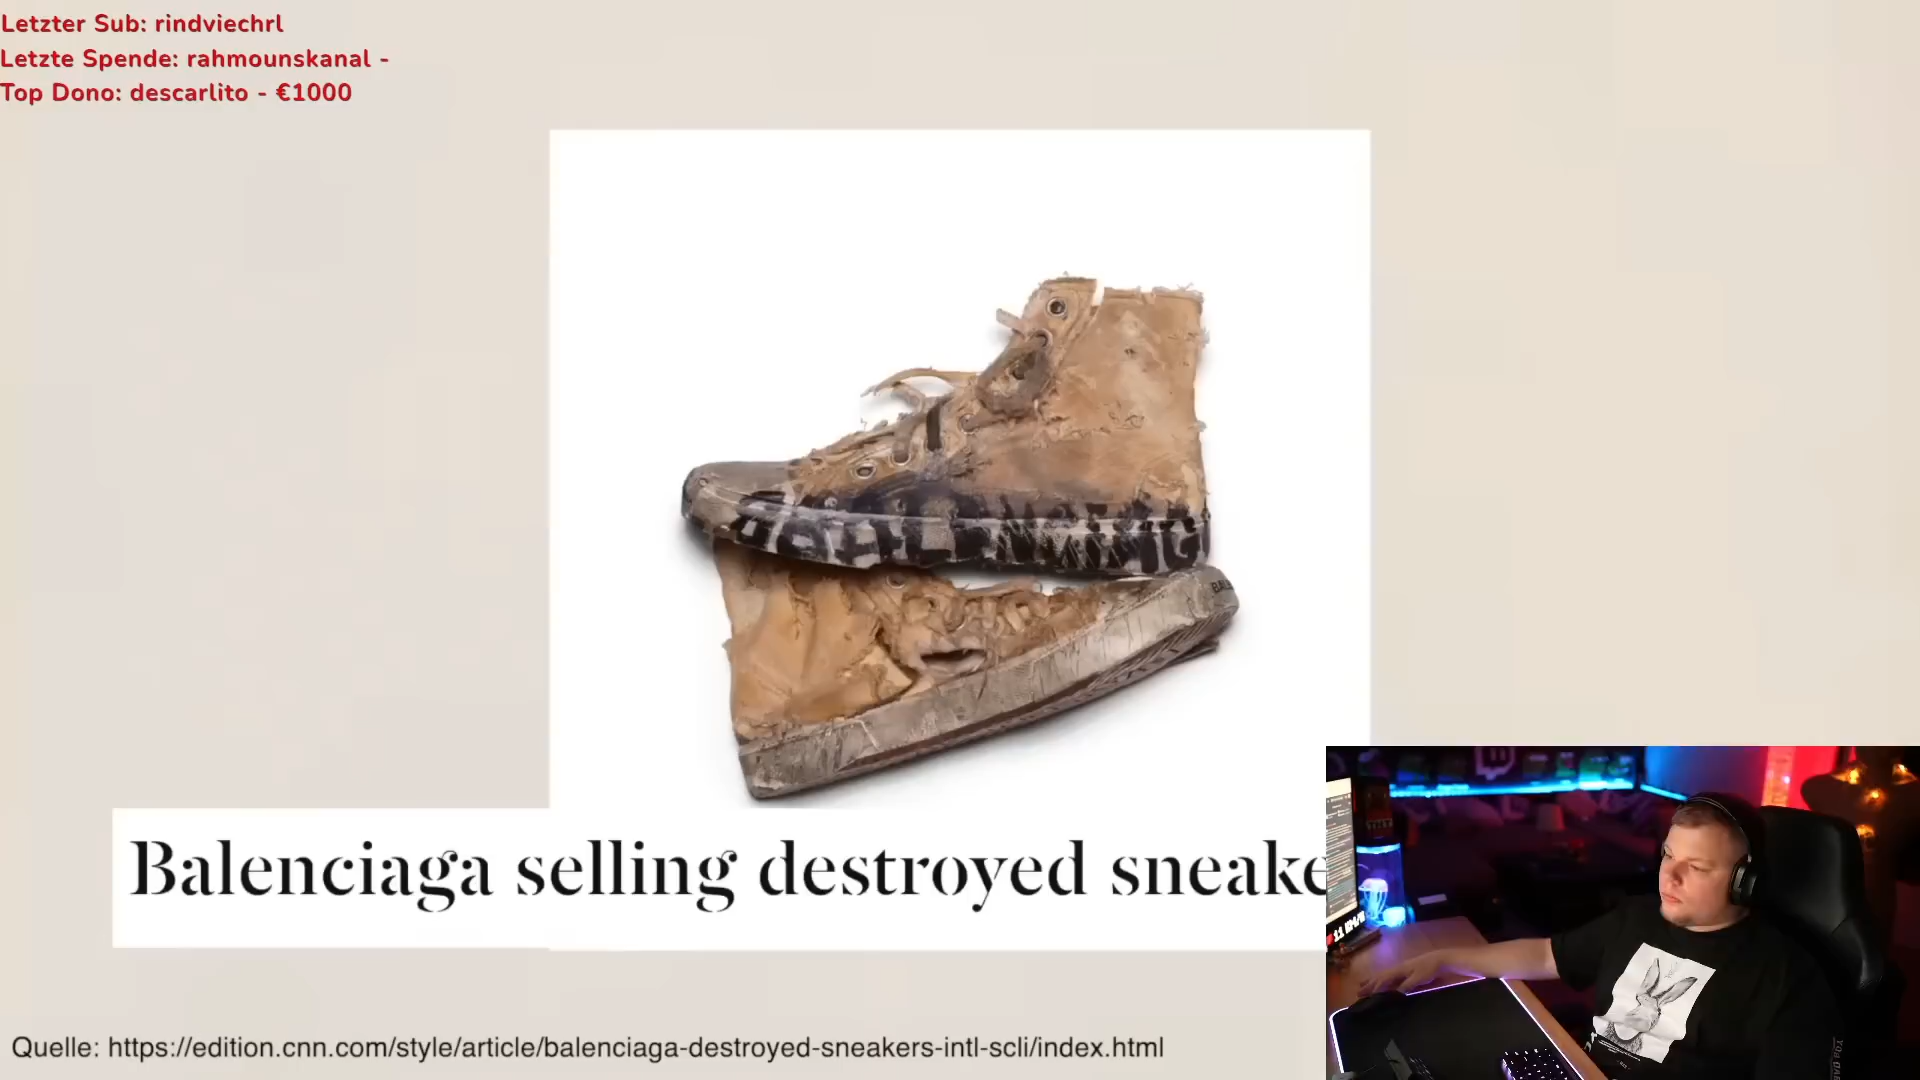 Letzter Sub: rindviechrl
Letzte Spende: rahmounskanal -
Top Dono: descarlito - €1000
Balenciaga selling destroyed sneake
Quelle: https://edition.cnn.com/style/article/balenciaga-destroyed-sneakers-intl-scli/index.html